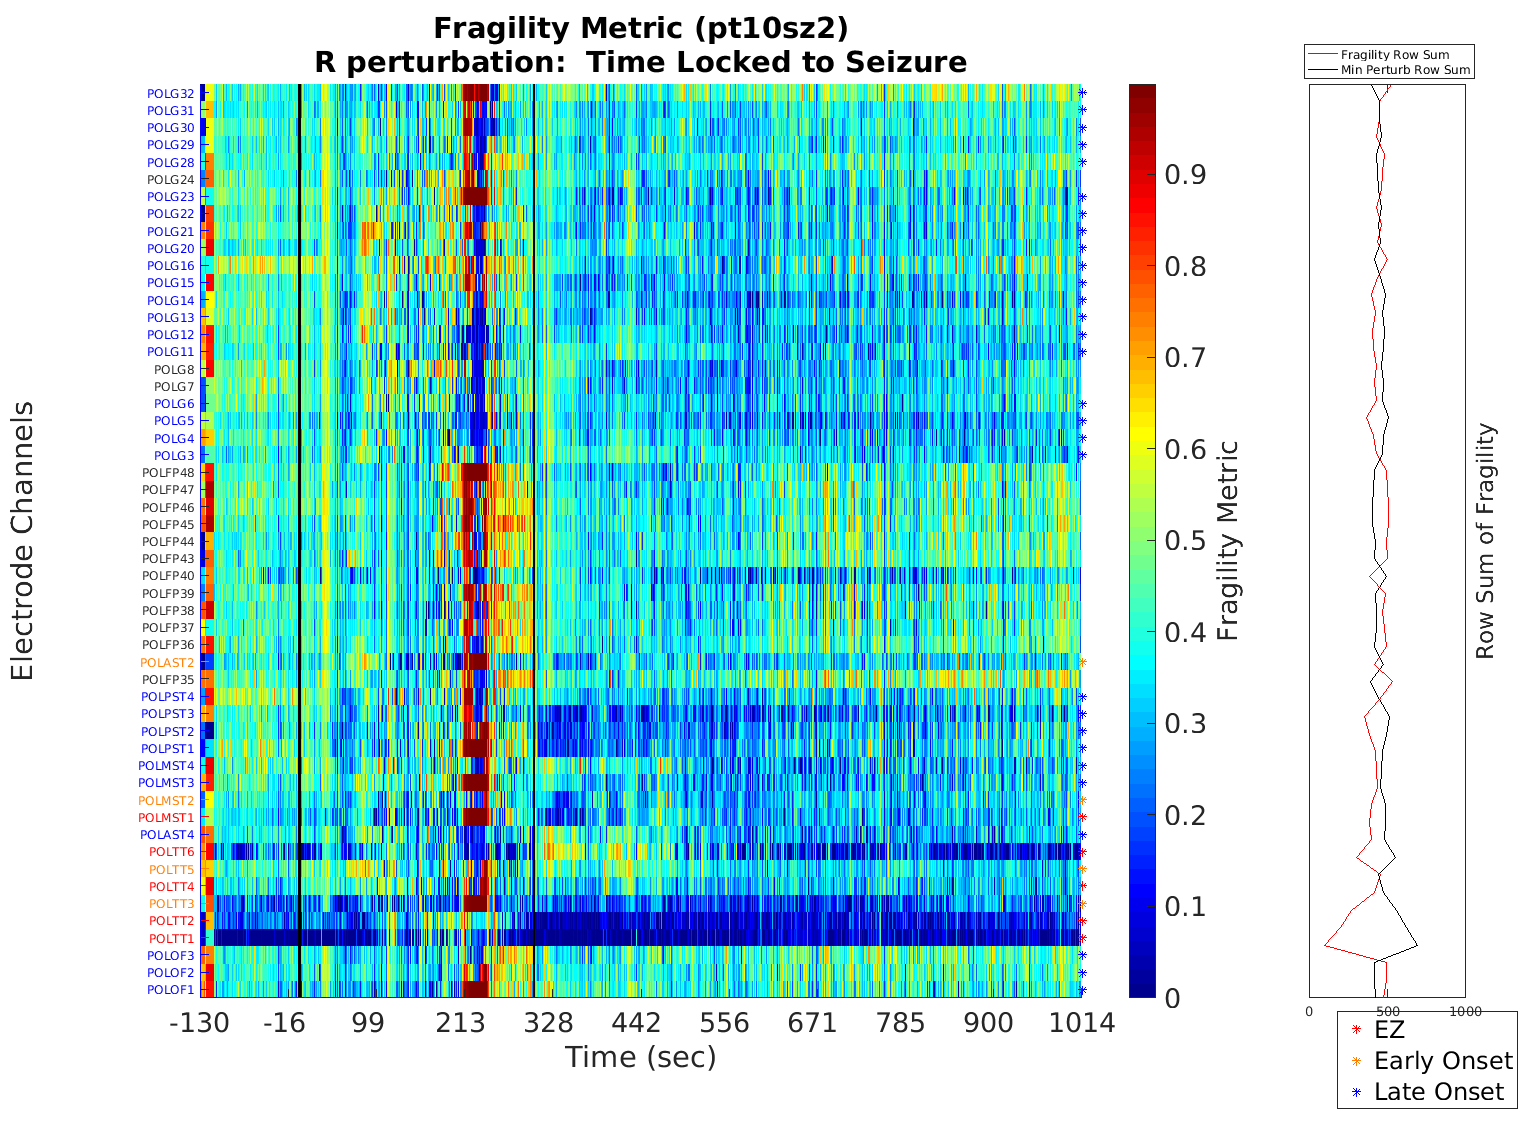 Fragility Metric (pt10sz2)
R perturbation: Time Locked to Seizure
Fragility Row Sum
Min Perturb Row Sum
Electrode Channels
POLG32
POLG31
POLG30
POLG29
POLG28
POLG24
POLG23
POLG22
POLG21
POLG20
POLG16
POLG15
POLG14
POLG13
POLG12
POLG11
POLG8
POLG7
POLG6
POLG5
POLG4
POLG3
POLFP48
POLFP47
POLFP46
POLFP45
POLFP44
POLFP43
POLFP40
POLFP39
POLFP38
POLFP37
POLFP36
POLAST2
POLFP35
POLPST4
POLPST3
POLPST2
POLPST1
POLMST4
POLMST3
POLMST2
POLMST1
POLAST4
POLTT6
POLTT5
POLTT4
POLTT3
POLTT2
POLTT1
POLOF3
POLOF2
POLOF1
-130 -16 99 213 328 442 556 671 785 900 1014
Time (sec)
0.9
0.8
0.7
0.6
0.5
0.4
0.3
0.2
0.1
0
Fragility Metric
Row Sum of Fragility
0 500 1000
EZ
Early Onset
Late Onset